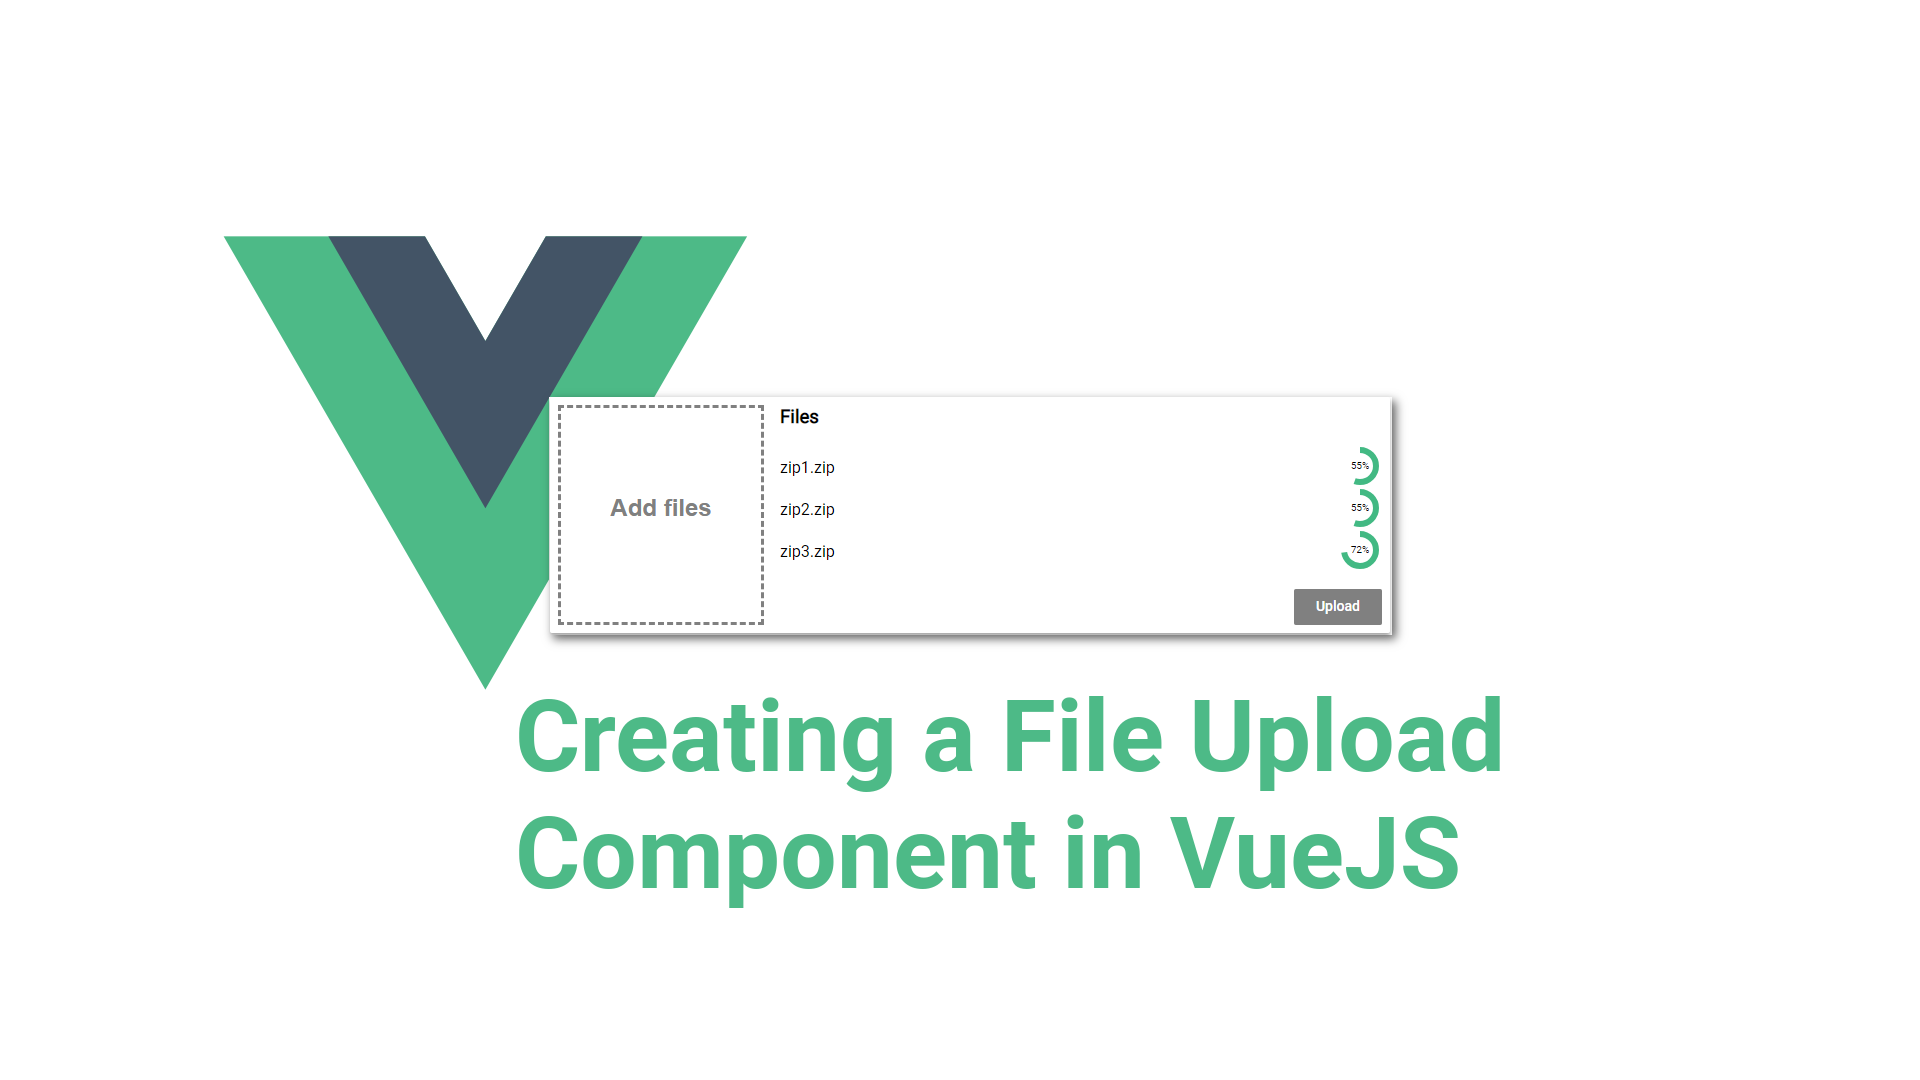 Files
zip1.zip
55%
Add files
zip2.zip
55%
zip3.zip
72%
Upload
Creating a File Upload
Component in VueJS